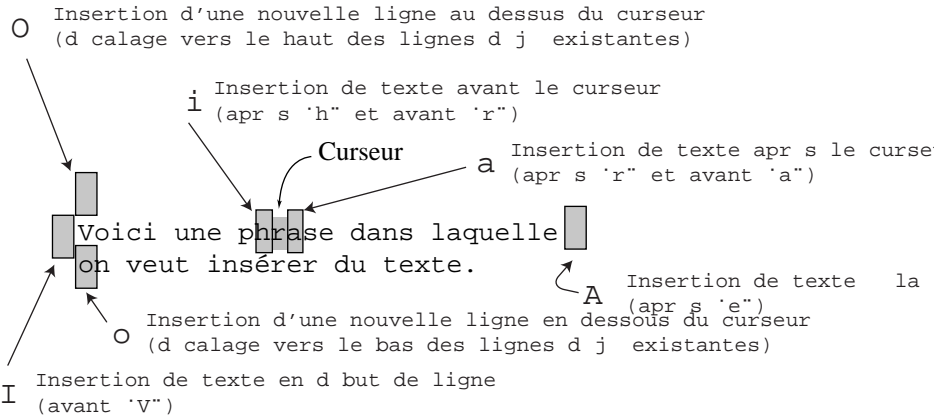 O Insertion d'une nouvelle ligne au dessus du curseur
(d calage vers le haut des lignes d j existantes)
i Insertion de texte avant le curseur
(apr s ˙h¨ et avant ˙r¨)
Curseur
a Insertion de texte apr s le curse
(apr s ˙r¨ et avant ˙a¨)
Voici une phrase dans laquelle
on veut insérer du texte.
A Insertion de texte la
(apr s ˙e¨)
o Insertion d'une nouvelle ligne en dessous du curseur
(d calage vers le bas des lignes d j existantes)
I Insertion de texte en d but de ligne
(avant ˙V¨)